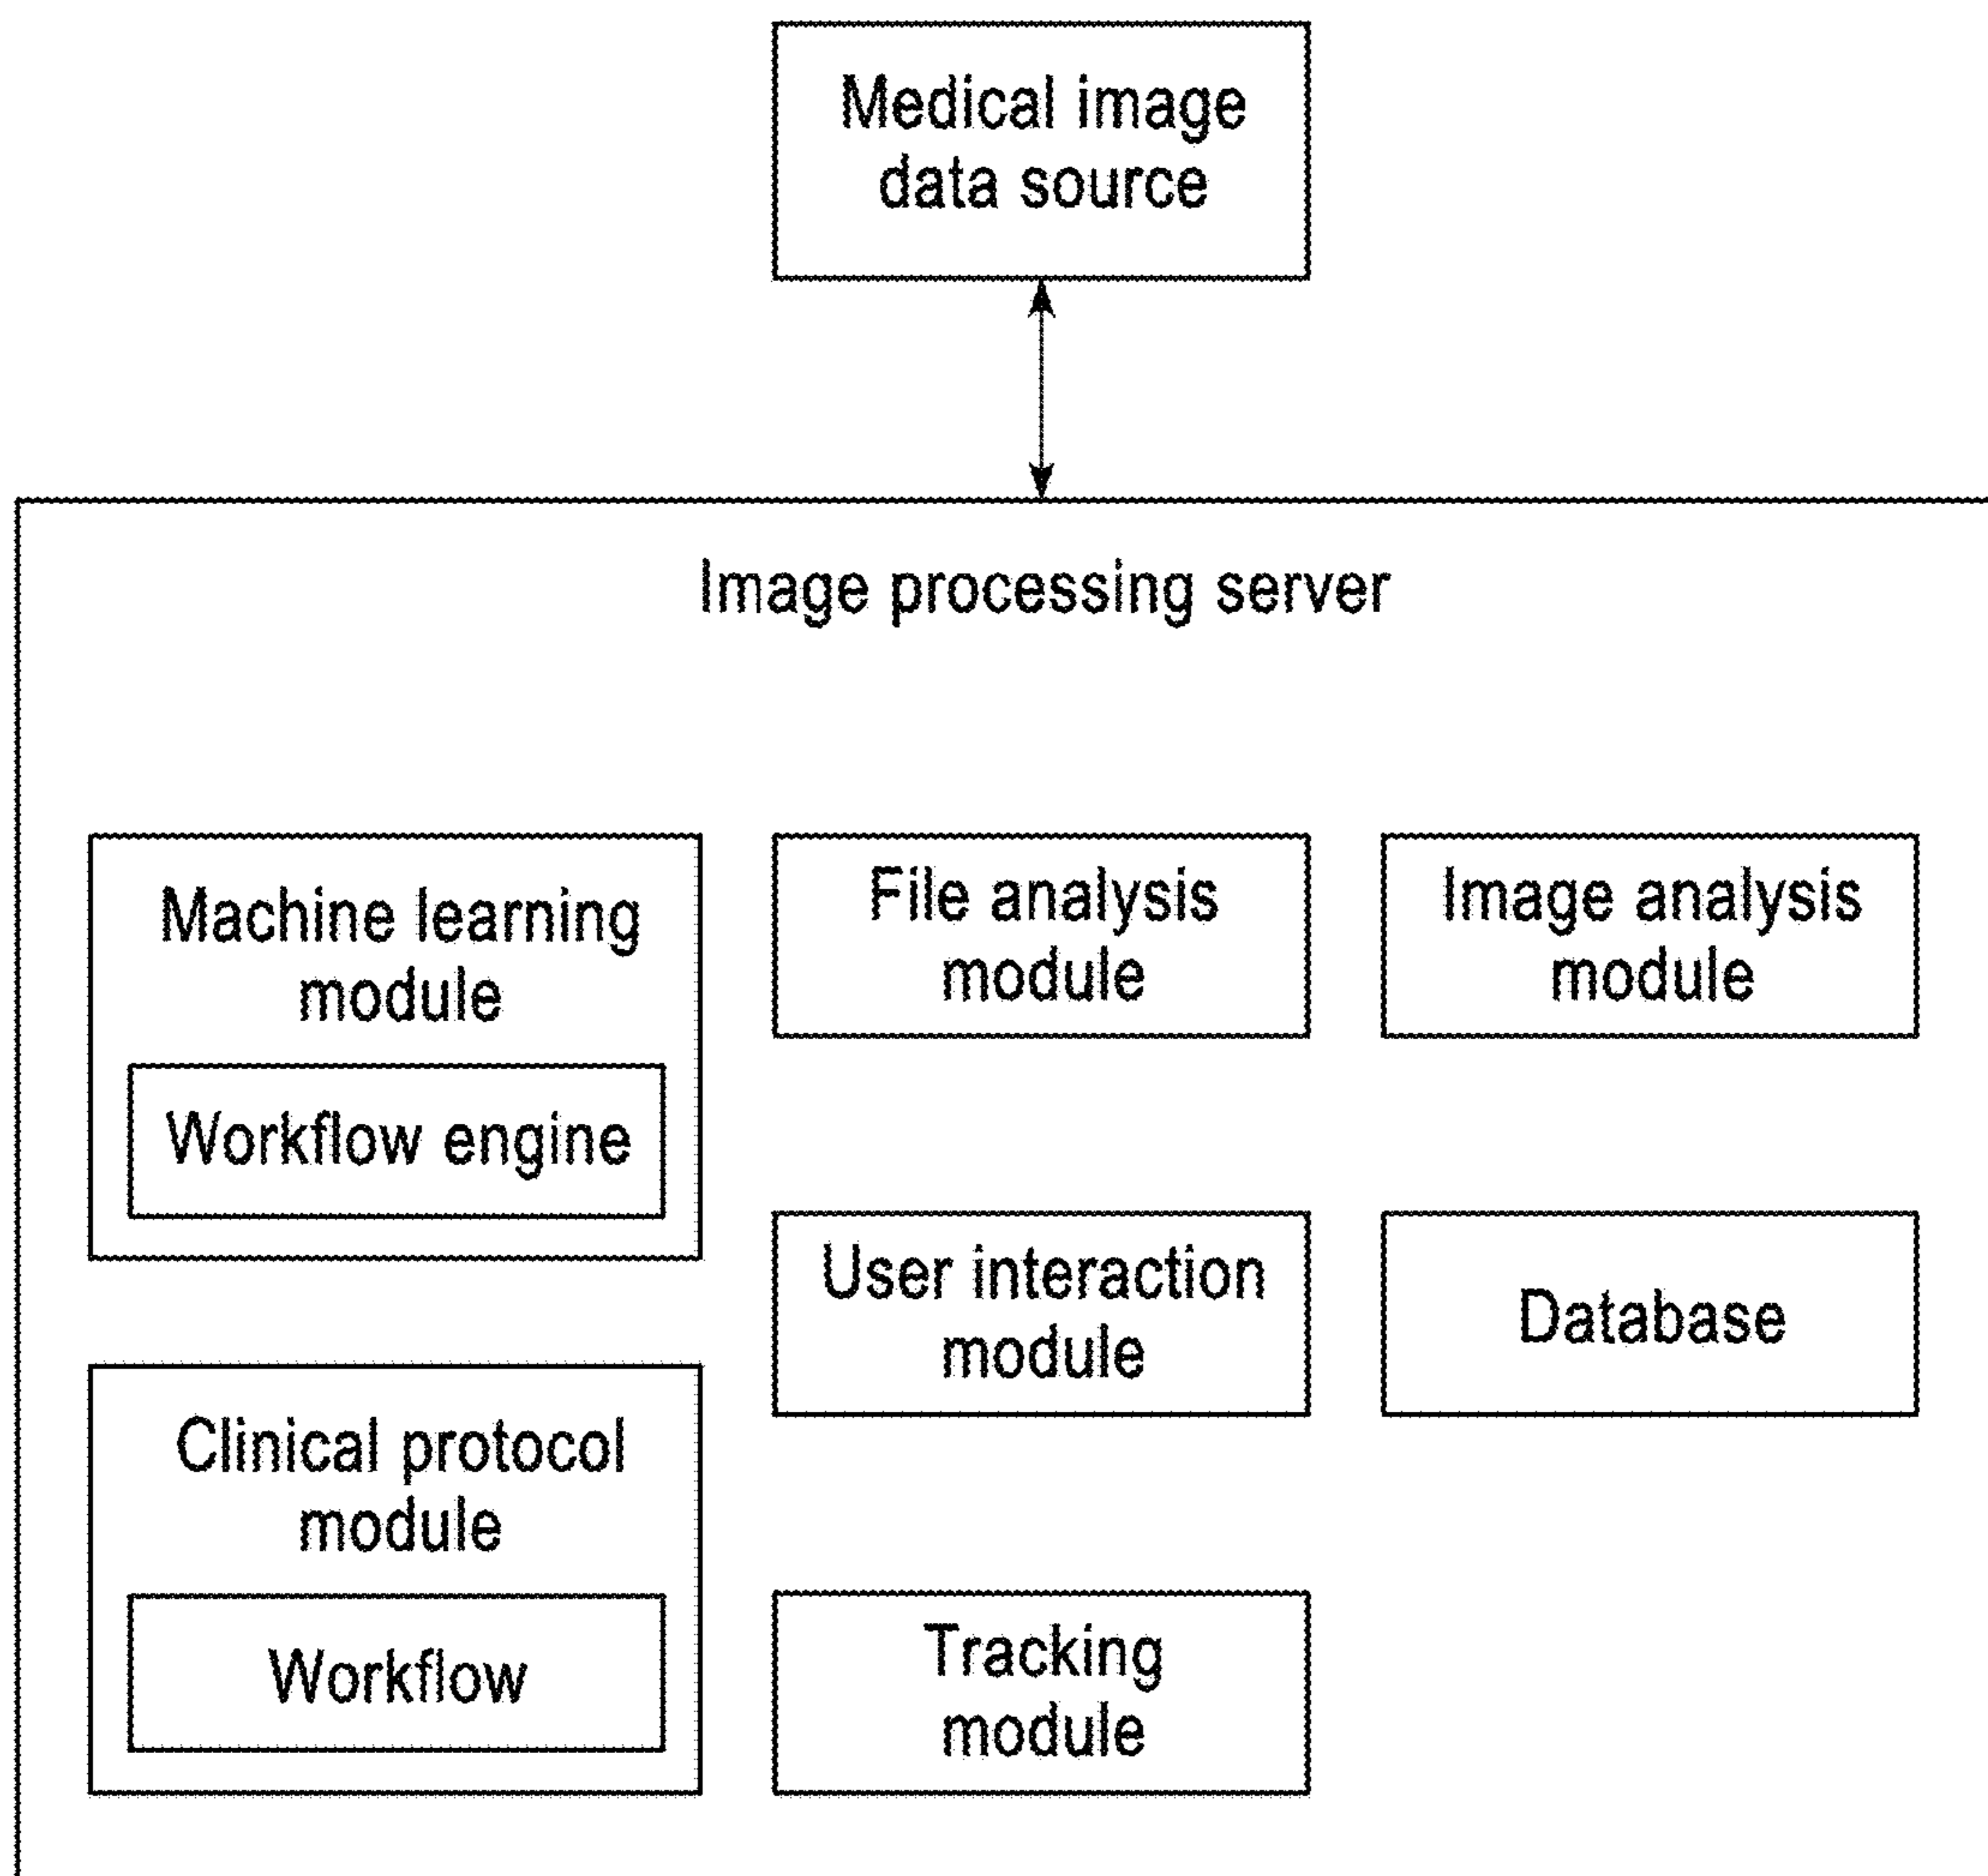 Medical image
data source
Image processing server
Machine learning
module
Workflow engine
File analysis
module
Image analysis
module
User interaction
module
Database
Clinical protocol
module
Workflow
Tracking
module